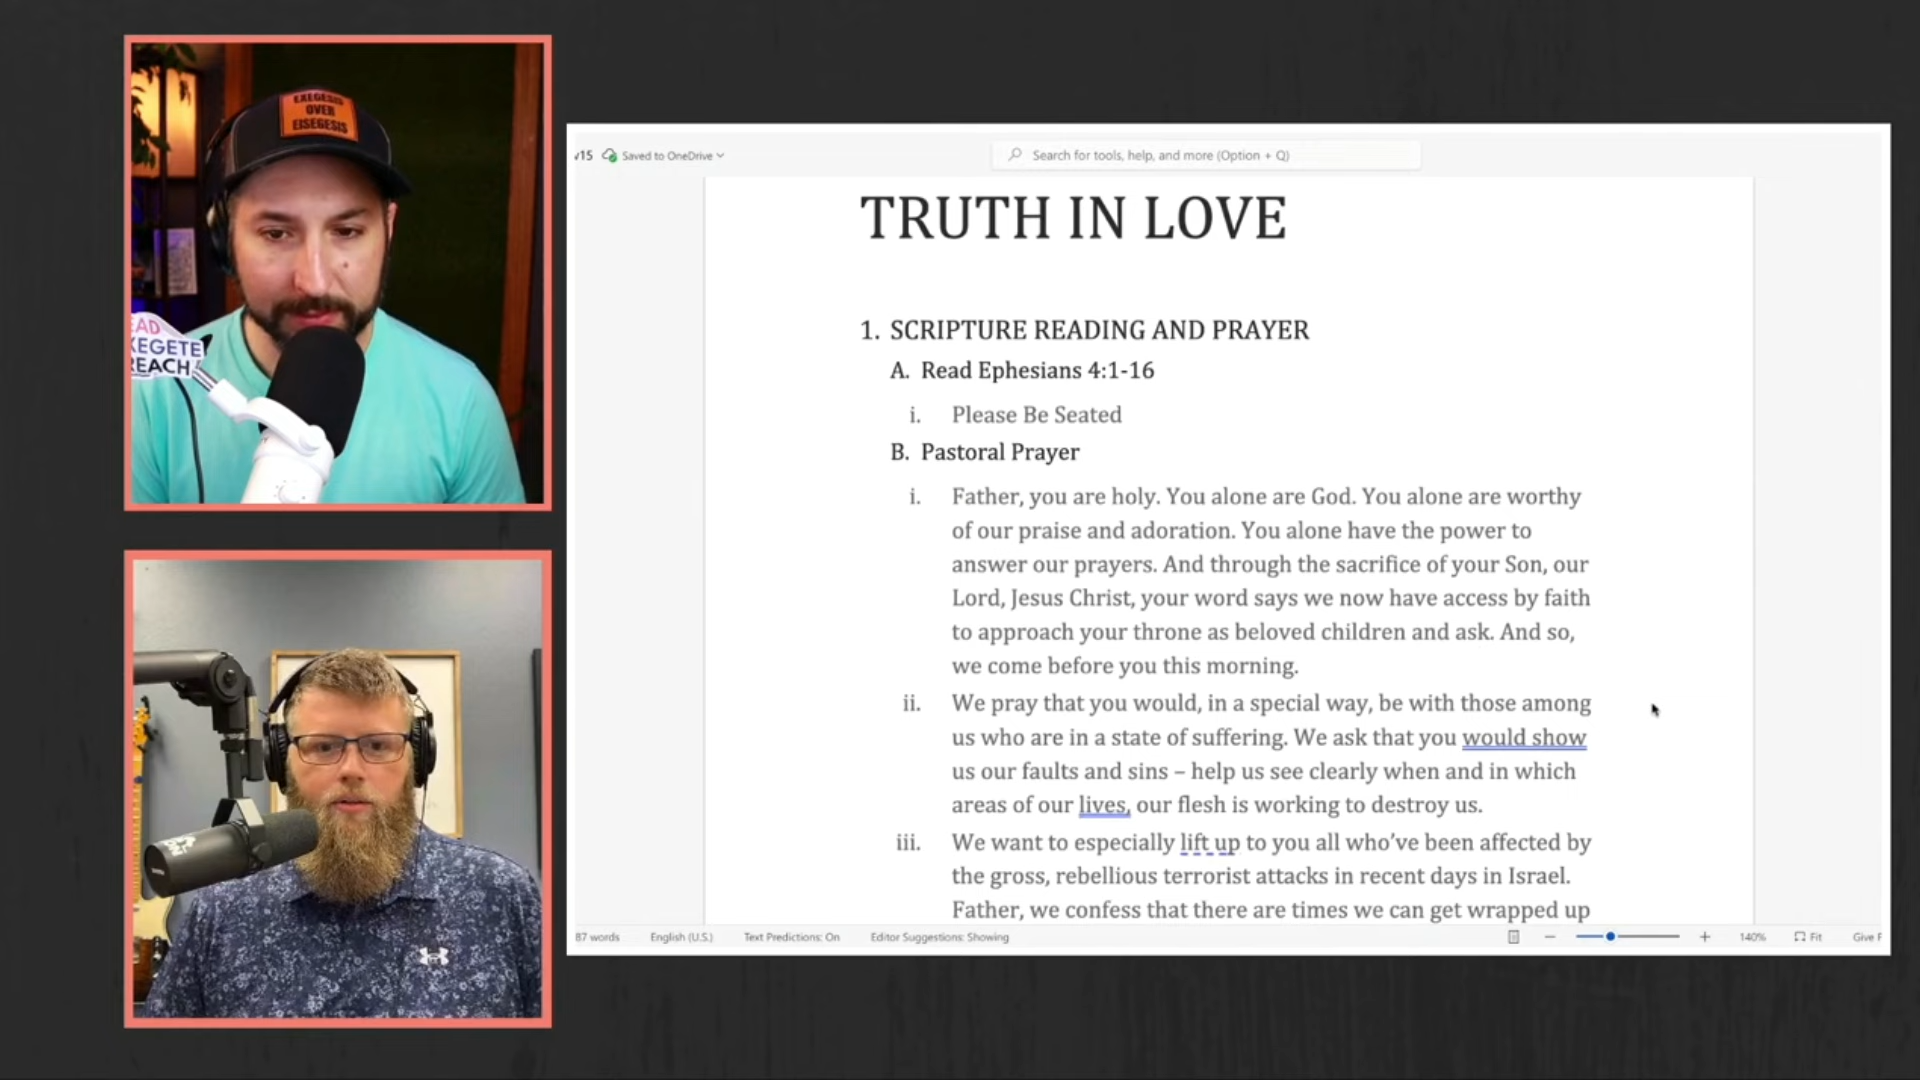 EXEGESIS
OVER
EISEGESIS
EAD
XEGETE
REACH
v15 Saved to OneDrive
Search for tools, help, and more (Option + Q)
TRUTH IN LOVE
1. SCRIPTURE READING AND PRAYER
A. Read Ephesians 4:1-16
i. Please Be Seated
B. Pastoral Prayer
i. Father, you are holy. You alone are God. You alone are worthy
of our praise and adoration. You alone have the power to
answer our prayers. And through the sacrifice of your Son, our
Lord, Jesus Christ, your word says we now have access by faith
to approach your throne as beloved children and ask. And so,
we come before you this morning.
ii. We pray that you would, in a special way, be with those among
us who are in a state of suffering. We ask that you would show
us our faults and sins – help us see clearly when and in which
areas of our lives, our flesh is working to destroy us.
iii. We want to especially lift up to you all who’ve been affected by
the gross, rebellious terrorist attacks in recent days in Israel.
Father, we confess that there are times we can get wrapped up
87 words English (U.S.) Text Predictions: On Editor Suggestions: Showing 140% Fit Give F